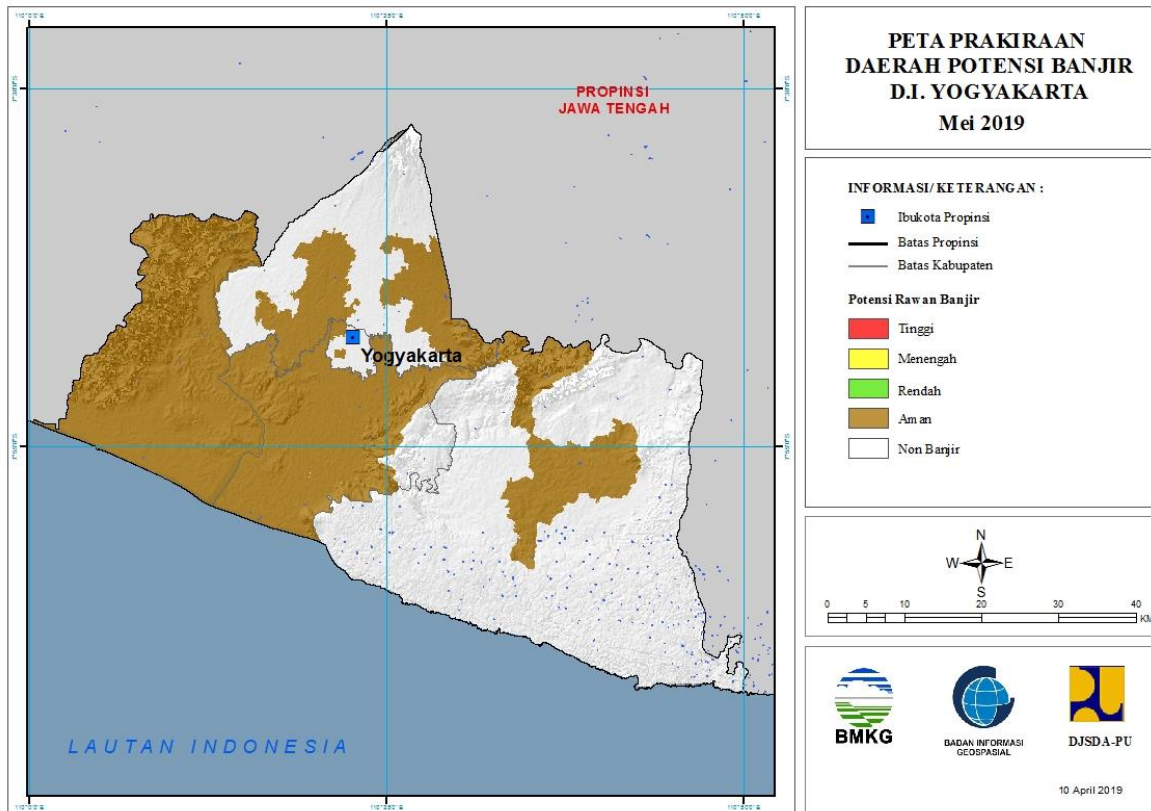 PROPINSI
JAWA TENGAH
Yogyakarta
LAUTAN INDONESIA
PETA PRAKIRAAN
DAERAH POTENSI BANJIR
D.I. YOGYAKARTA
Mei 2019
INFORMASI/KETERANGAN :
Ibukota Propinsi
Batas Propinsi
Batas Kabupaten
Potensi Rawan Banjir
Tinggi
Menengah
Rendah
Aman
Non Banjir
N
W E
S
0 5 10 20 30 40
KM
BMKG
BADAN INFORMASI
GEOSPASIAL
DJSDA-PU
10 April 2019